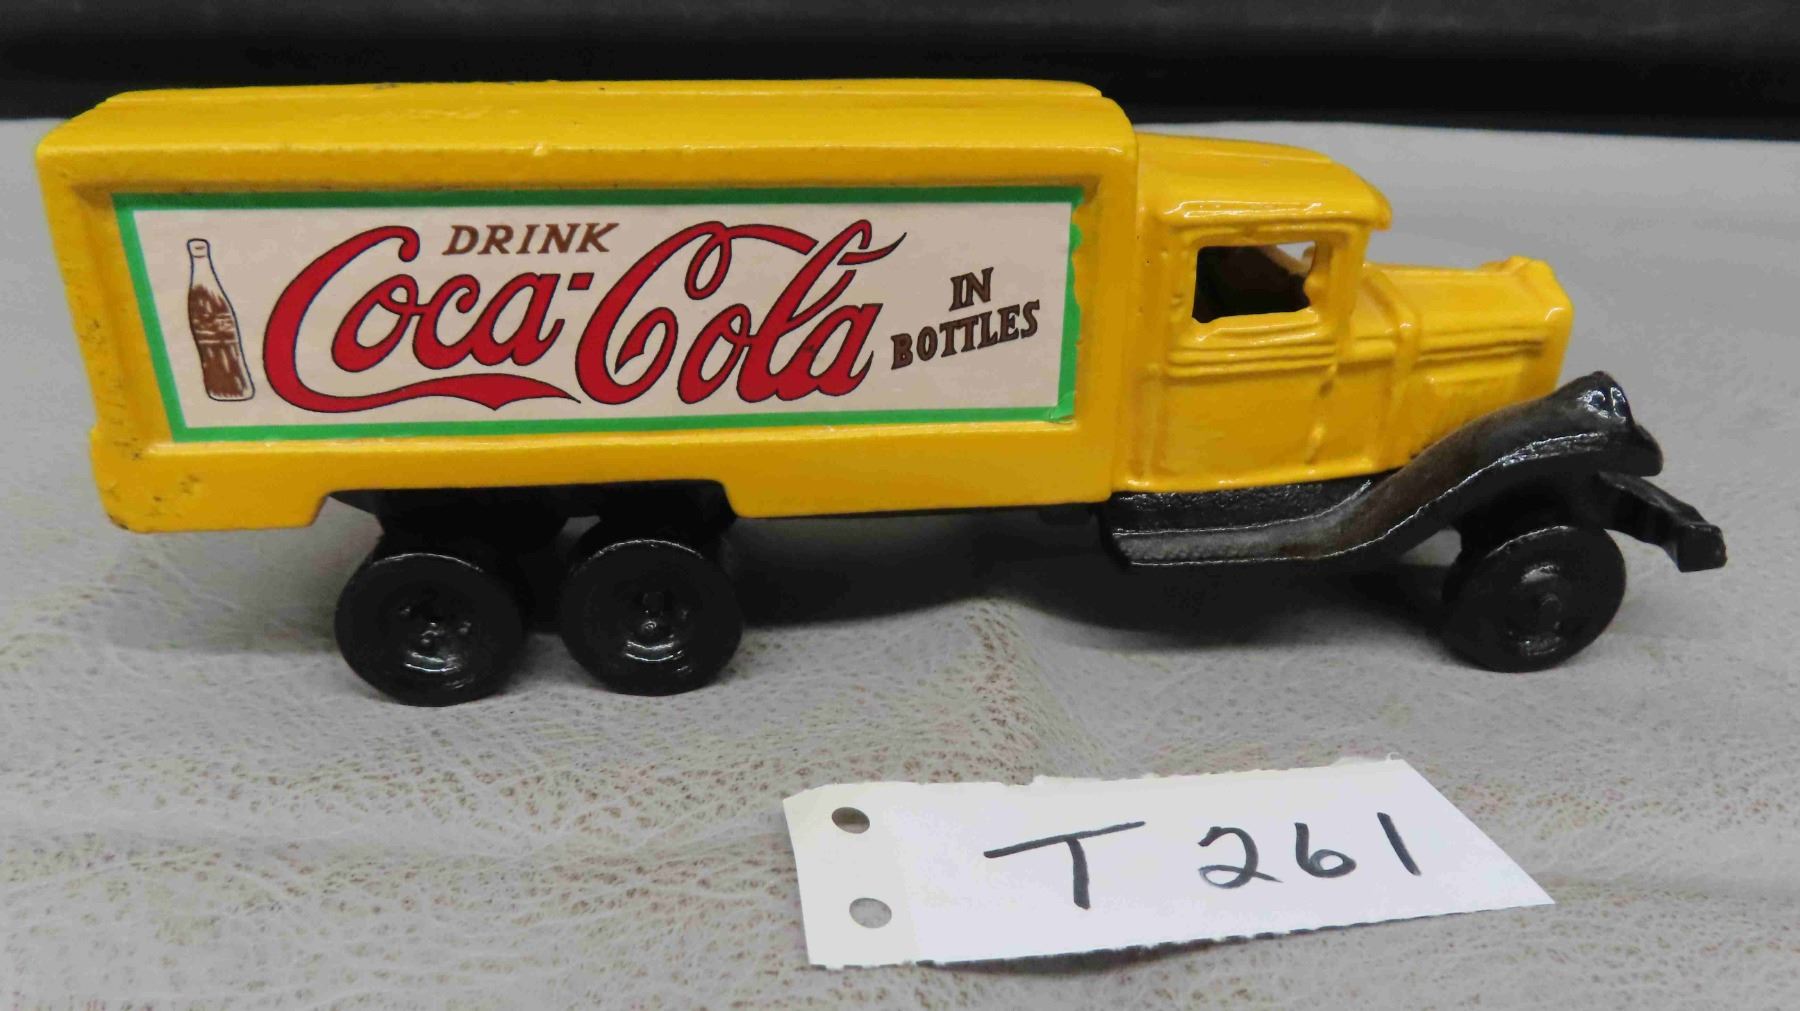 DRINK
Coca-Cola
IN
BOTTLES
T 261